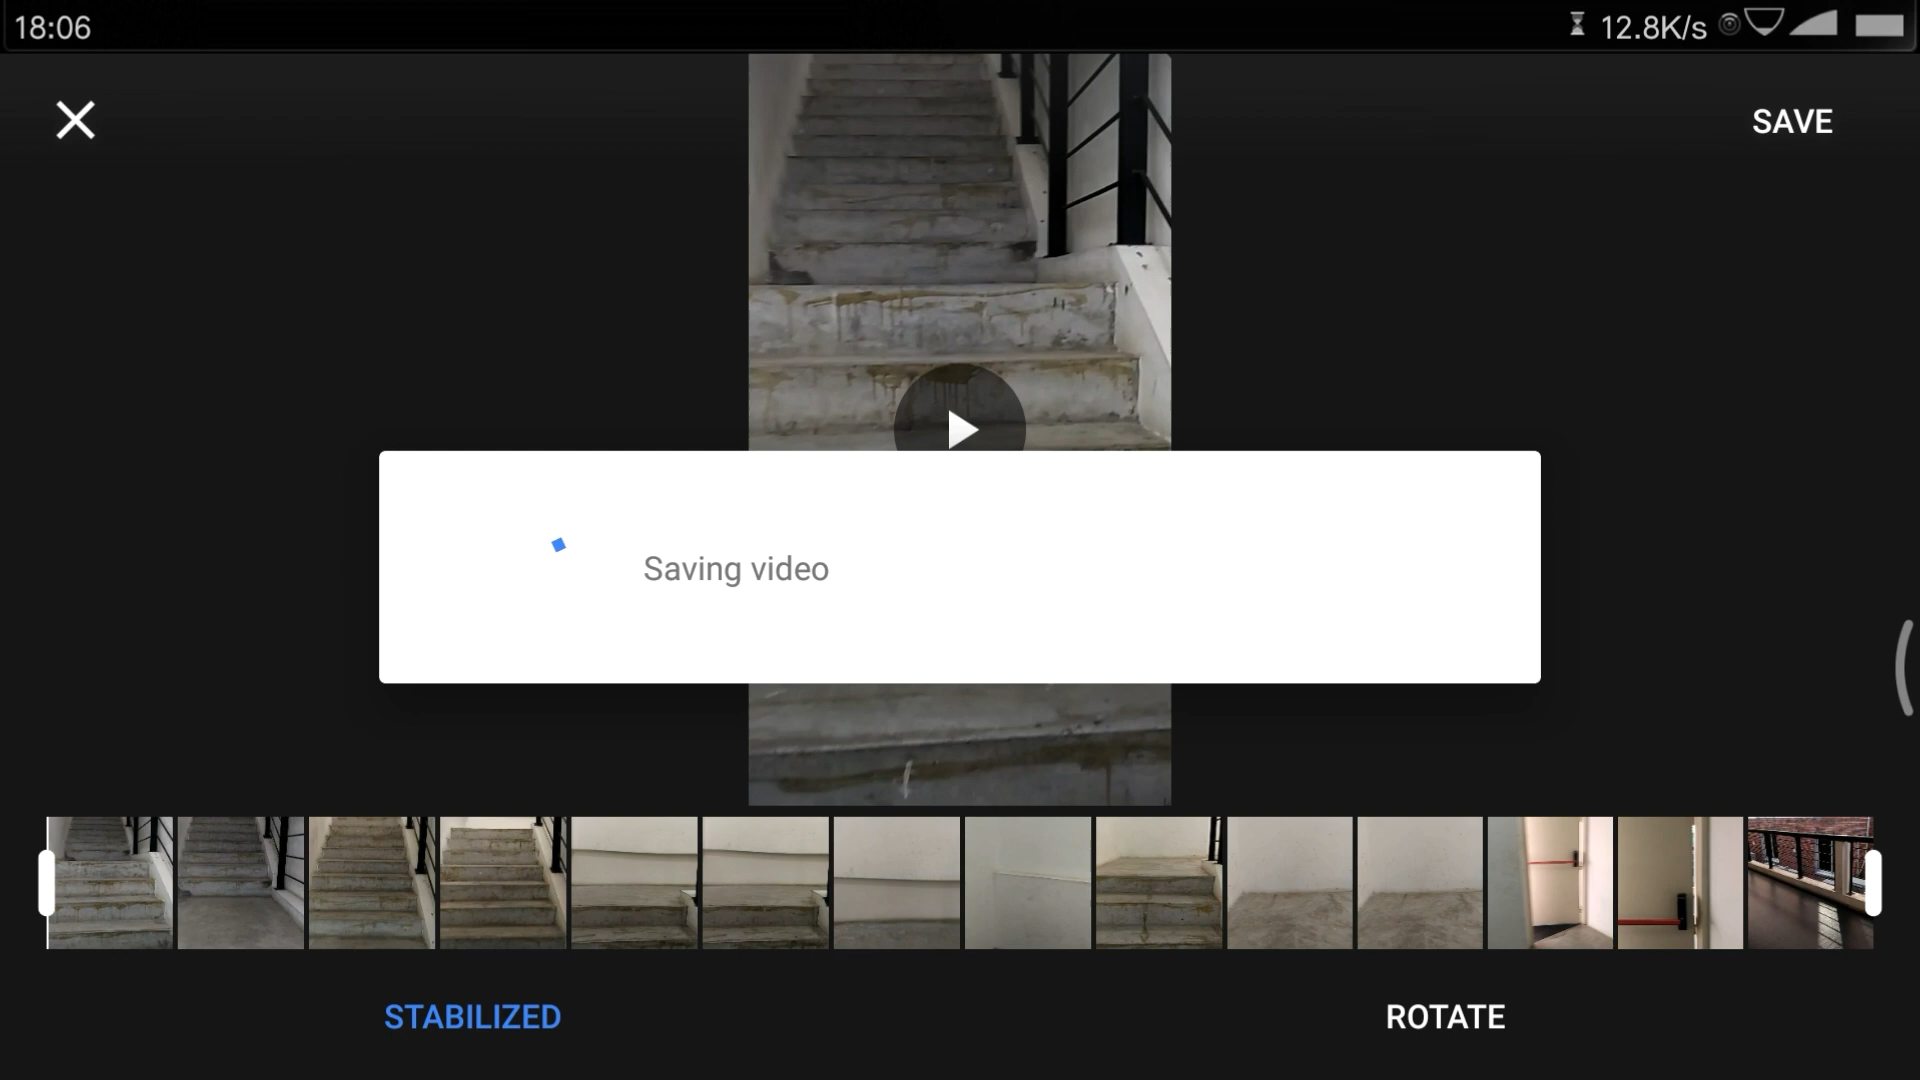 18:06
12.8K/s
SAVE
Saving video
STABILIZED
ROTATE